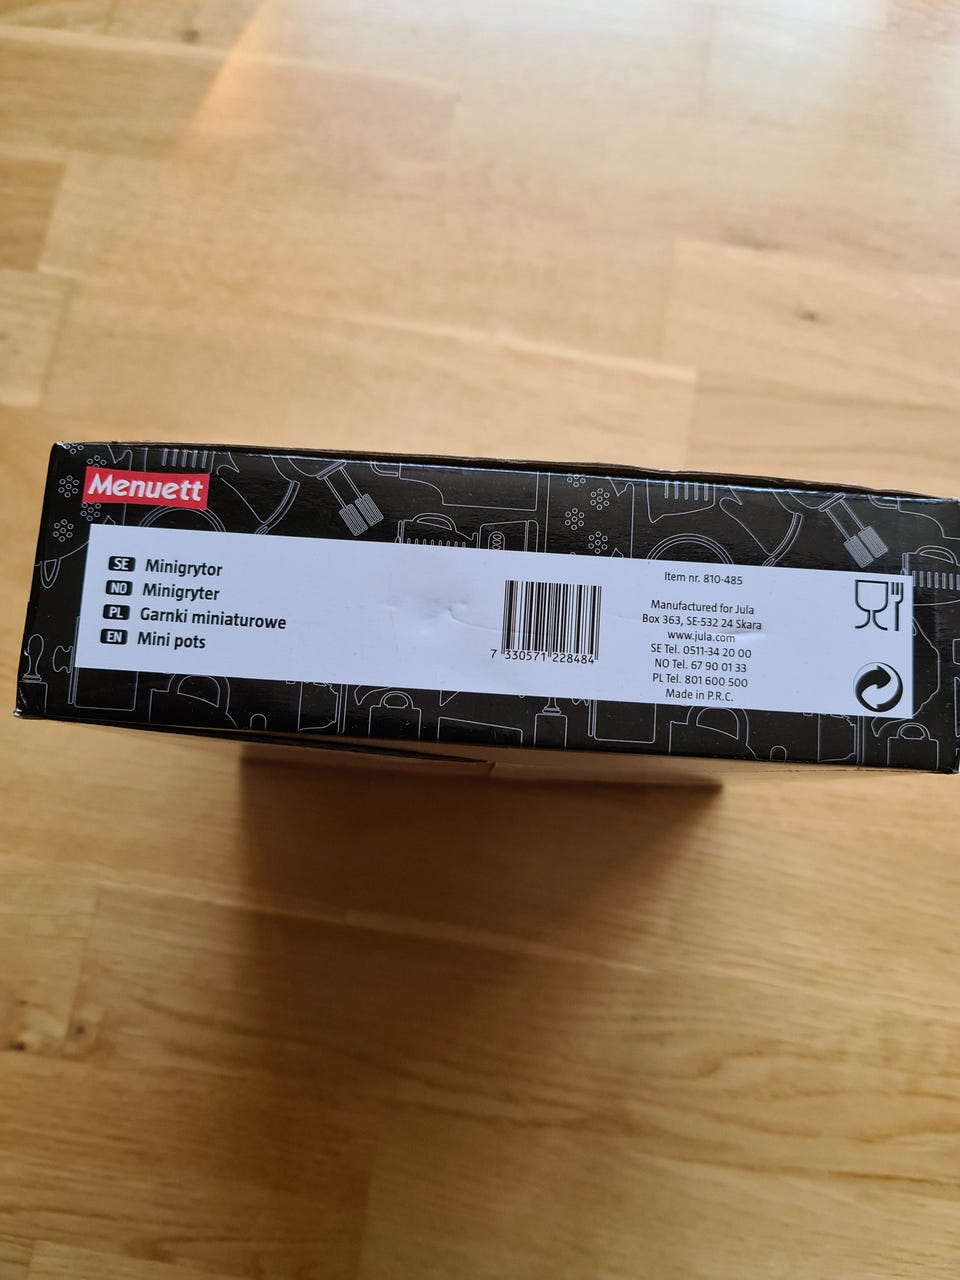 Menuett
SE Minigrytor
NO Minigryter
PL Garnki miniaturowe
EN Mini pots
7 330571 228484
Item nr. 810-485
Manufactured for Jula
Box 363, SE-532 24 Skara
www.jula.com
SE Tel. 0511-34 20 00
NO Tel. 67 90 01 33
PL Tel. 801 600 500
Made in P.R.C.